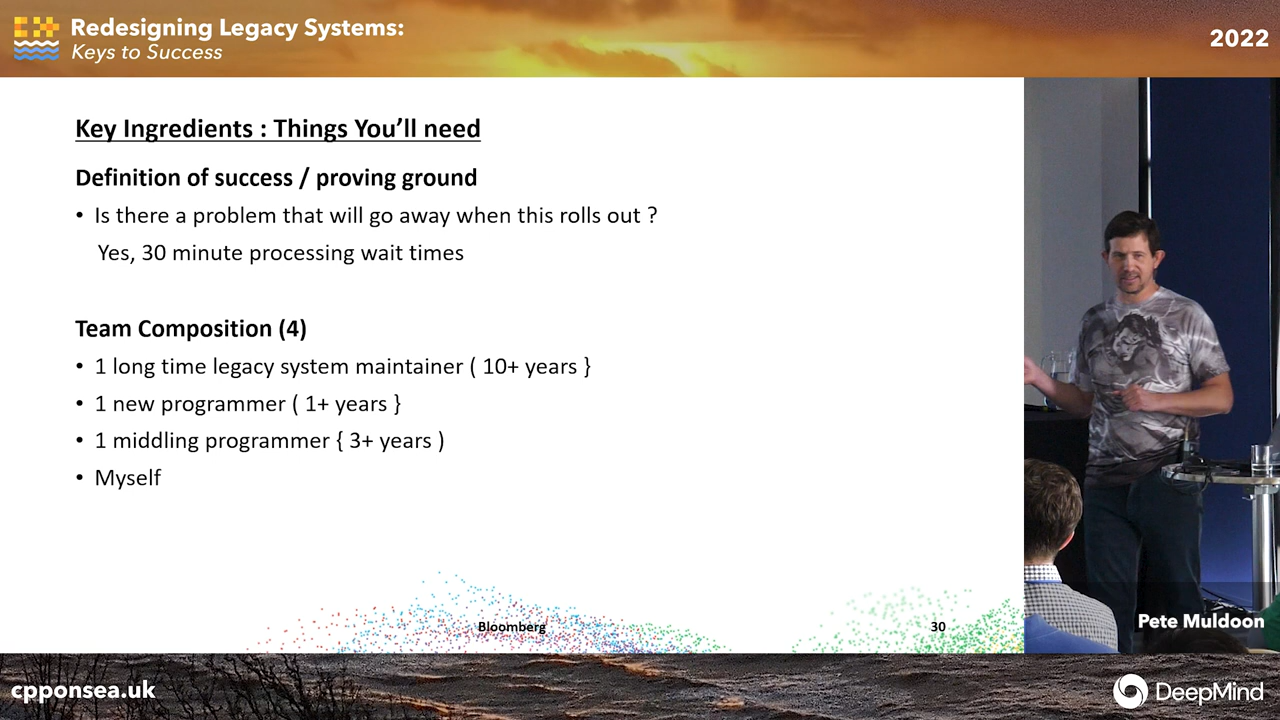 Redesigning Legacy Systems:
Keys to Success
2022
Key Ingredients : Things You’ll need
Definition of success / proving ground
• Is there a problem that will go away when this rolls out ?
Yes, 30 minute processing wait times
Team Composition (4)
• 1 long time legacy system maintainer ( 10+ years }
• 1 new programmer ( 1+ years }
• 1 middling programmer { 3+ years )
• Myself
Bloomberg
30
Pete Muldoon
cpponsea.uk
DeepMind